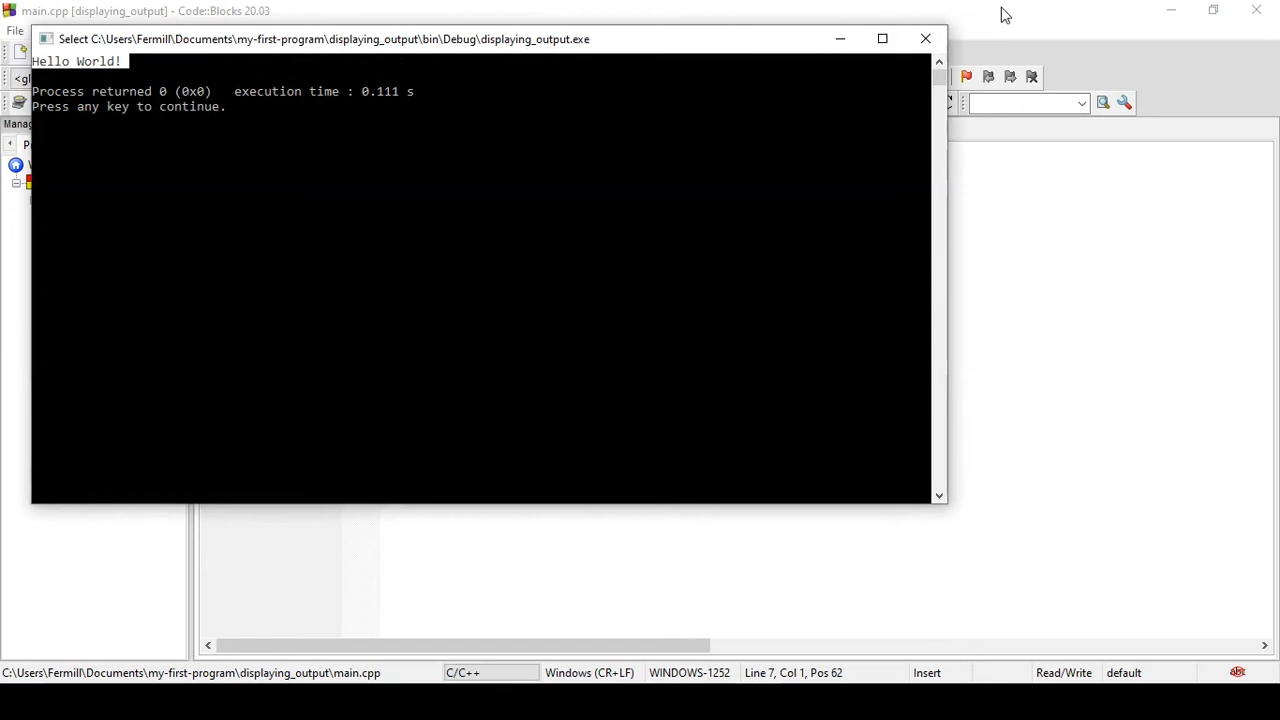 main.cpp [displaying_output] - Code::Blocks 20.03
File
Select C:\Users\Fermill\Documents\my-first-program\displaying_output\bin\Debug\displaying_output.exe
Hello World!
<gl
Process returned 0 (0x0)   execution time : 0.111 s
Press any key to continue.
Manag
C:\Users\Fermill\Documents\my-first-program\displaying_output\main.cpp
C/C++
Windows (CR+LF)
WINDOWS-1252
Line 7, Col 1, Pos 62
Insert
Read/Write
default
abc